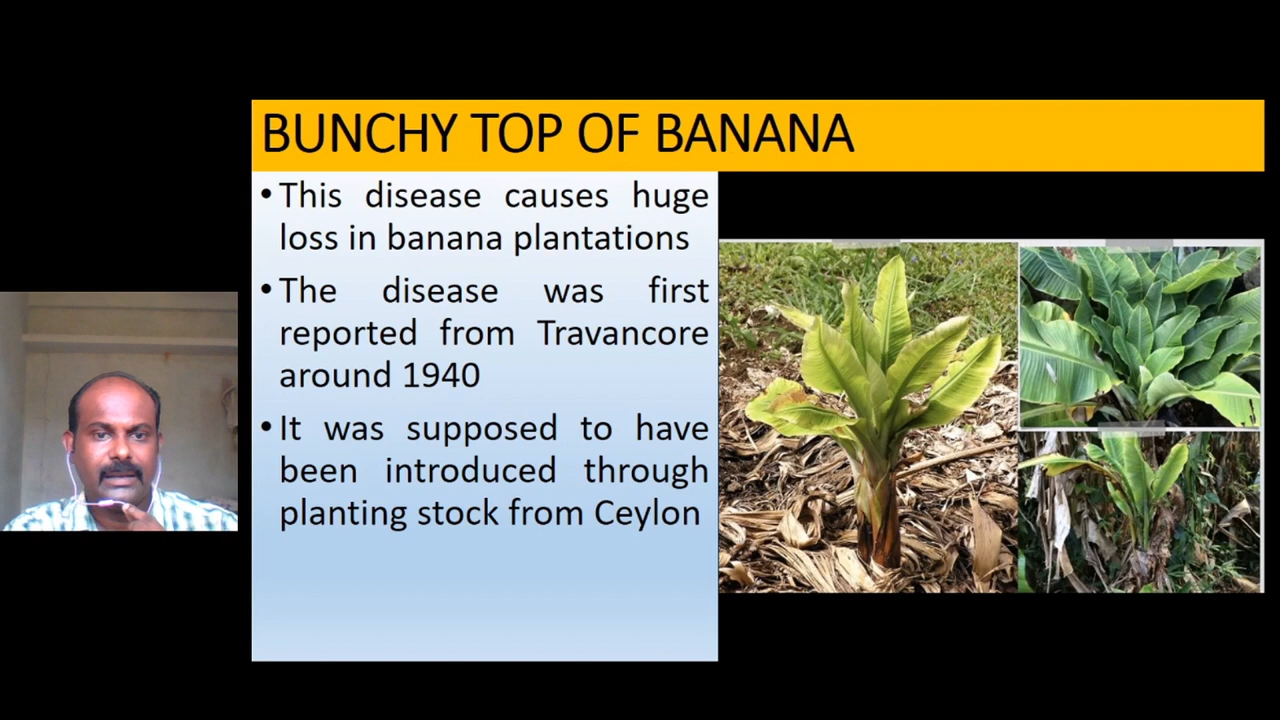 BUNCHY TOP OF BANANA
• This disease causes huge
loss in banana plantations
• The disease was first
reported from Travancore
around 1940
• It was supposed to have
been introduced through
planting stock from Ceylon